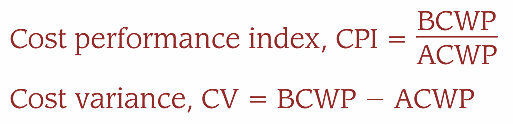 Cost performance index, CPI = BCWP / ACWP
Cost variance, CV = BCWP − ACWP